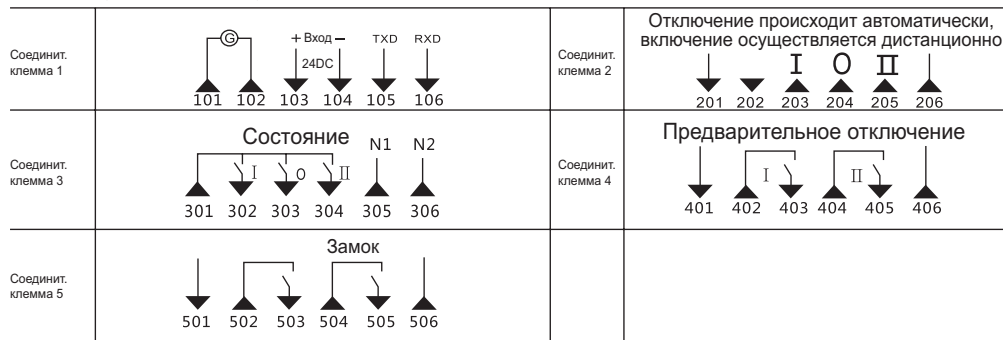 Соединит.
клемма 1
G
+ Вход –
24DC
TXD
RXD
101 102 103 104 105 106
Соединит.
клемма 2
Отключение происходит автоматически,
включение осуществляется дистанционно
I O II
201 202 203 204 205 206
Соединит.
клемма 3
Состояние
N1 N2
I O II
301 302 303 304 305 306
Соединит.
клемма 4
Предварительное отключение
I II
401 402 403 404 405 406
Соединит.
клемма 5
Замок
501 502 503 504 505 506